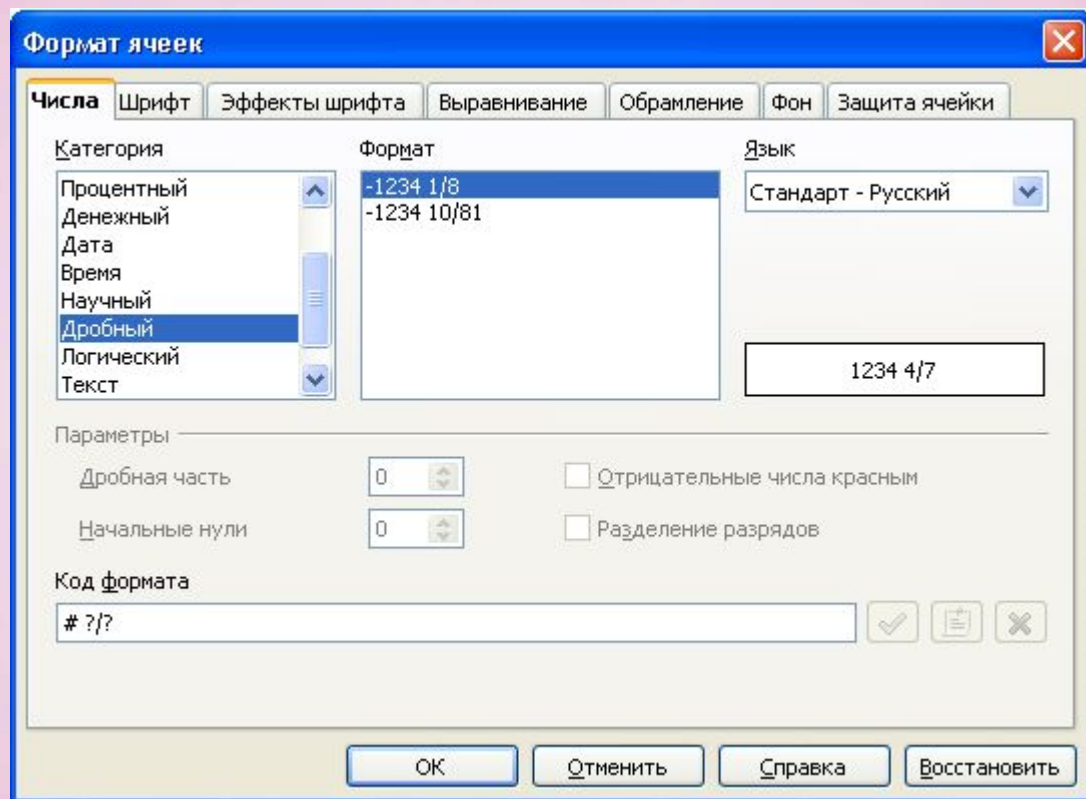 Формат ячеек
Числа Шрифт Эффекты шрифта Выравнивание Обрамление Фон Защита ячейки
Категория Формат Язык
Процентный
Денежный
Дата
Время
Научный
Дробный
Логический
Текст
-1234 1/8
-1234 10/81
Стандарт - Русский
1234 4/7
Параметры
Дробная часть 0 Отрицательные числа красным
Начальные нули 0 Разделение разрядов
Код формата
# ?/?
ОК Отменить Справка Восстановить